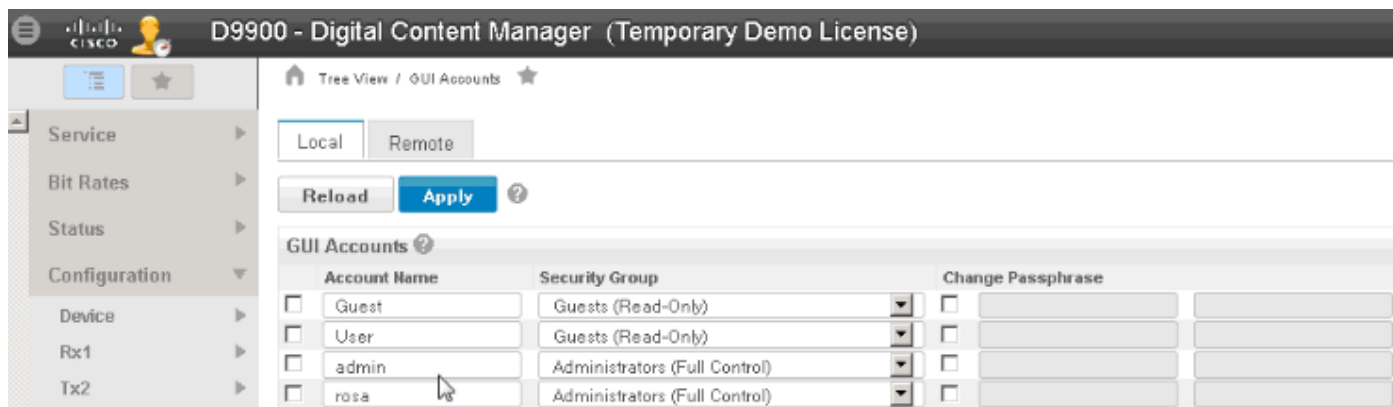 CISCO
D9900 - Digital Content Manager (Temporary Demo License)
Tree View / GUI Accounts
Service
Bit Rates
Status
Configuration
Device
Rx1
Tx2
Local
Remote
Reload
Apply
GUI Accounts
Account Name Security Group Change Passphrase
Guest Guests (Read-Only)
User Guests (Read-Only)
admin Administrators (Full Control)
rosa Administrators (Full Control)